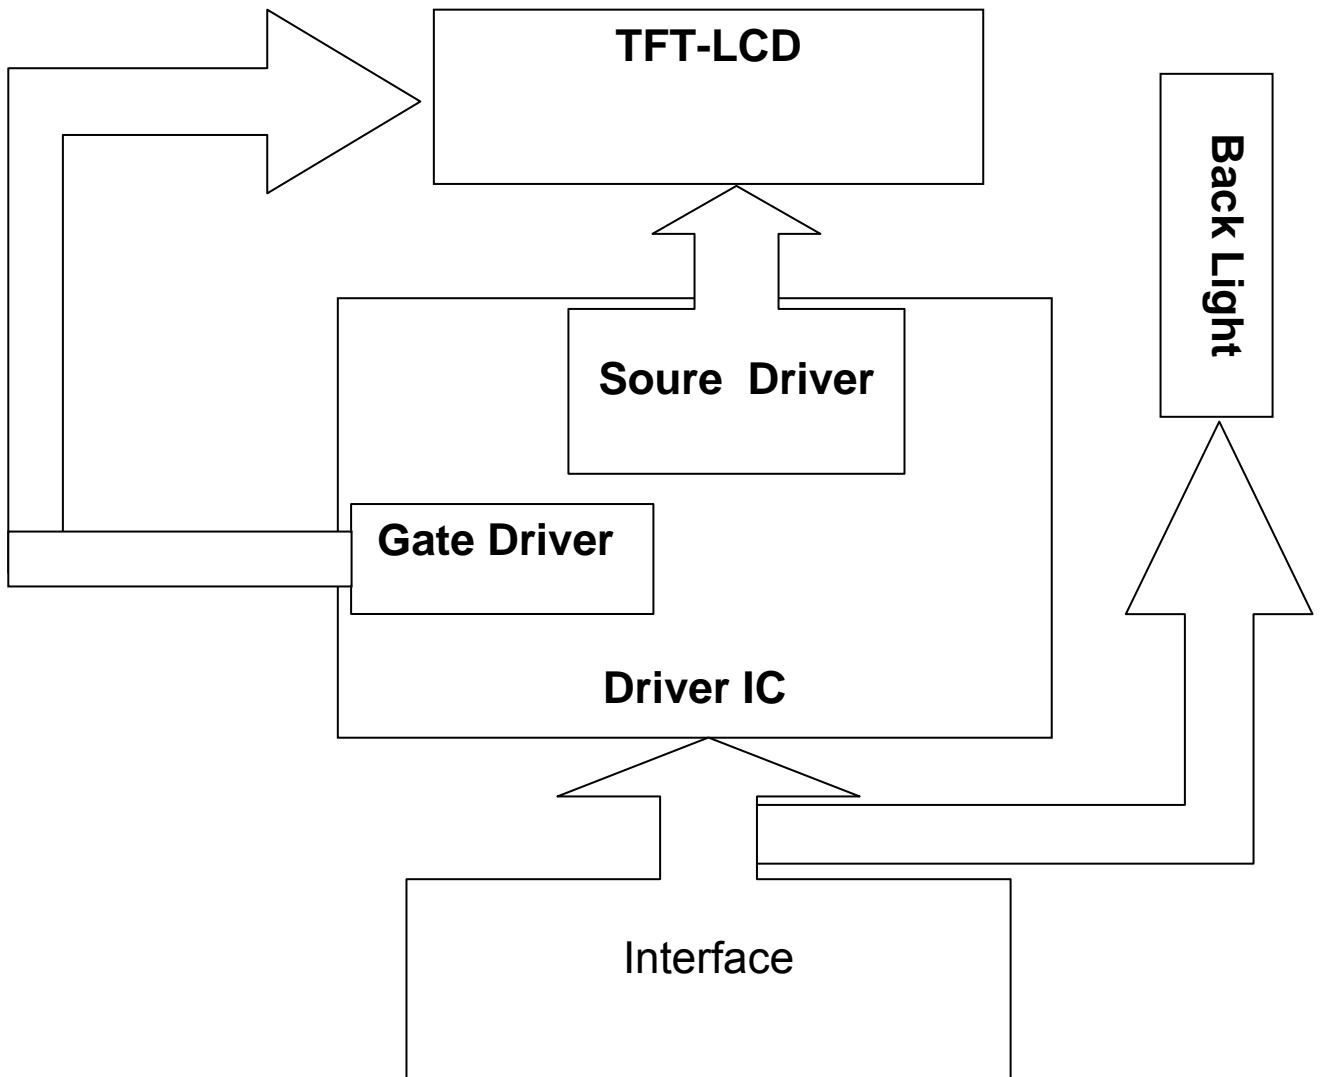 TFT-LCD
Back Light
Soure Driver
Gate Driver
Driver IC
Interface